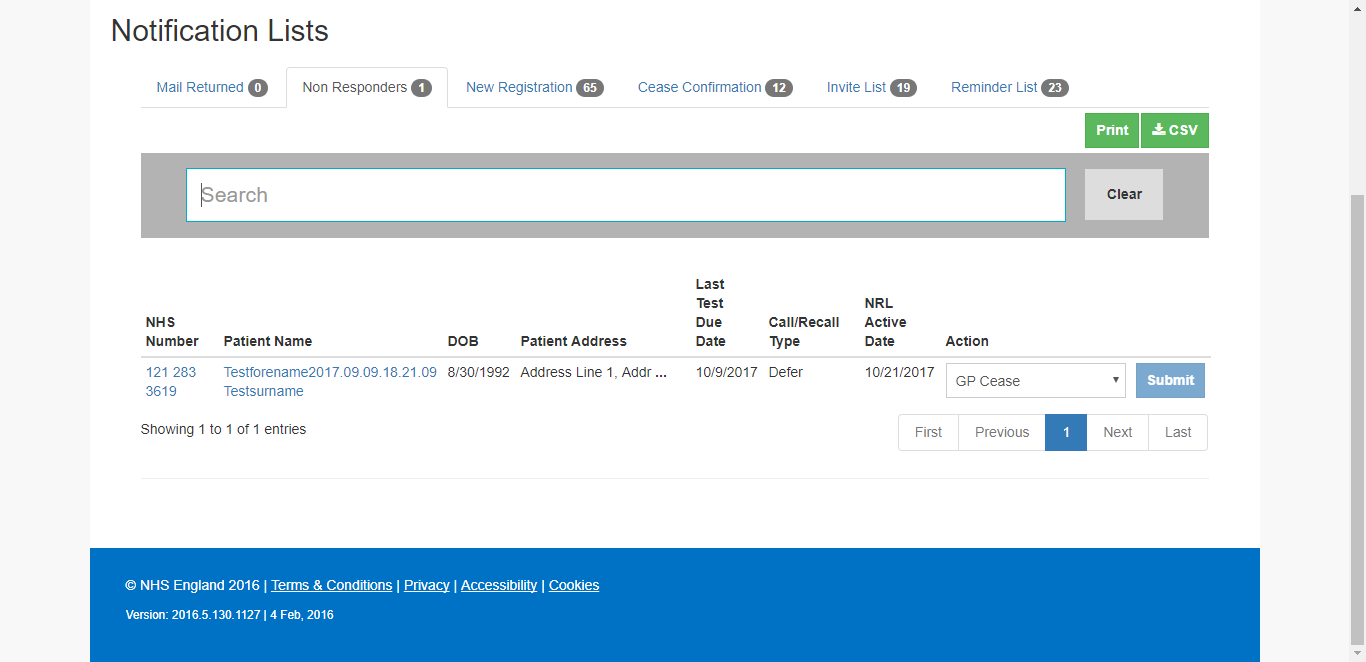 Notification Lists
Mail Returned 0 Non Responders 1 New Registration 65 Cease Confirmation 12 Invite List 19 Reminder List 23
Print CSV
Search Clear
NHS Number Patient Name DOB Patient Address Last Test Due Date Call/Recall Type NRL Active Date Action
121 283 3619 Testforename2017.09.09.18.21.09 Testsurname 8/30/1992 Address Line 1, Addr ... 10/9/2017 Defer 10/21/2017 GP Cease Submit
Showing 1 to 1 of 1 entries First Previous 1 Next Last
© NHS England 2016 | Terms & Conditions | Privacy | Accessibility | Cookies
Version: 2016.5.130.1127 | 4 Feb, 2016